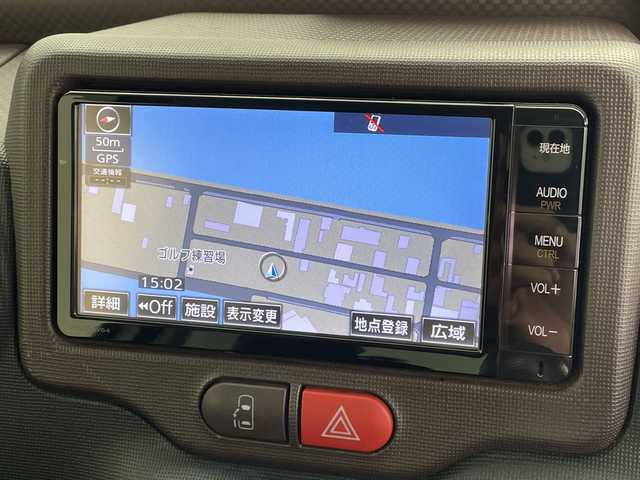 50m
GPS
交通情報
--:--
ゴルフ練習場
15:02
詳細
◀◀Off
施設
表示変更
地点登録
広域
現在地
AUDIO
PWR
MENU
CTRL
VOL+
VOL−